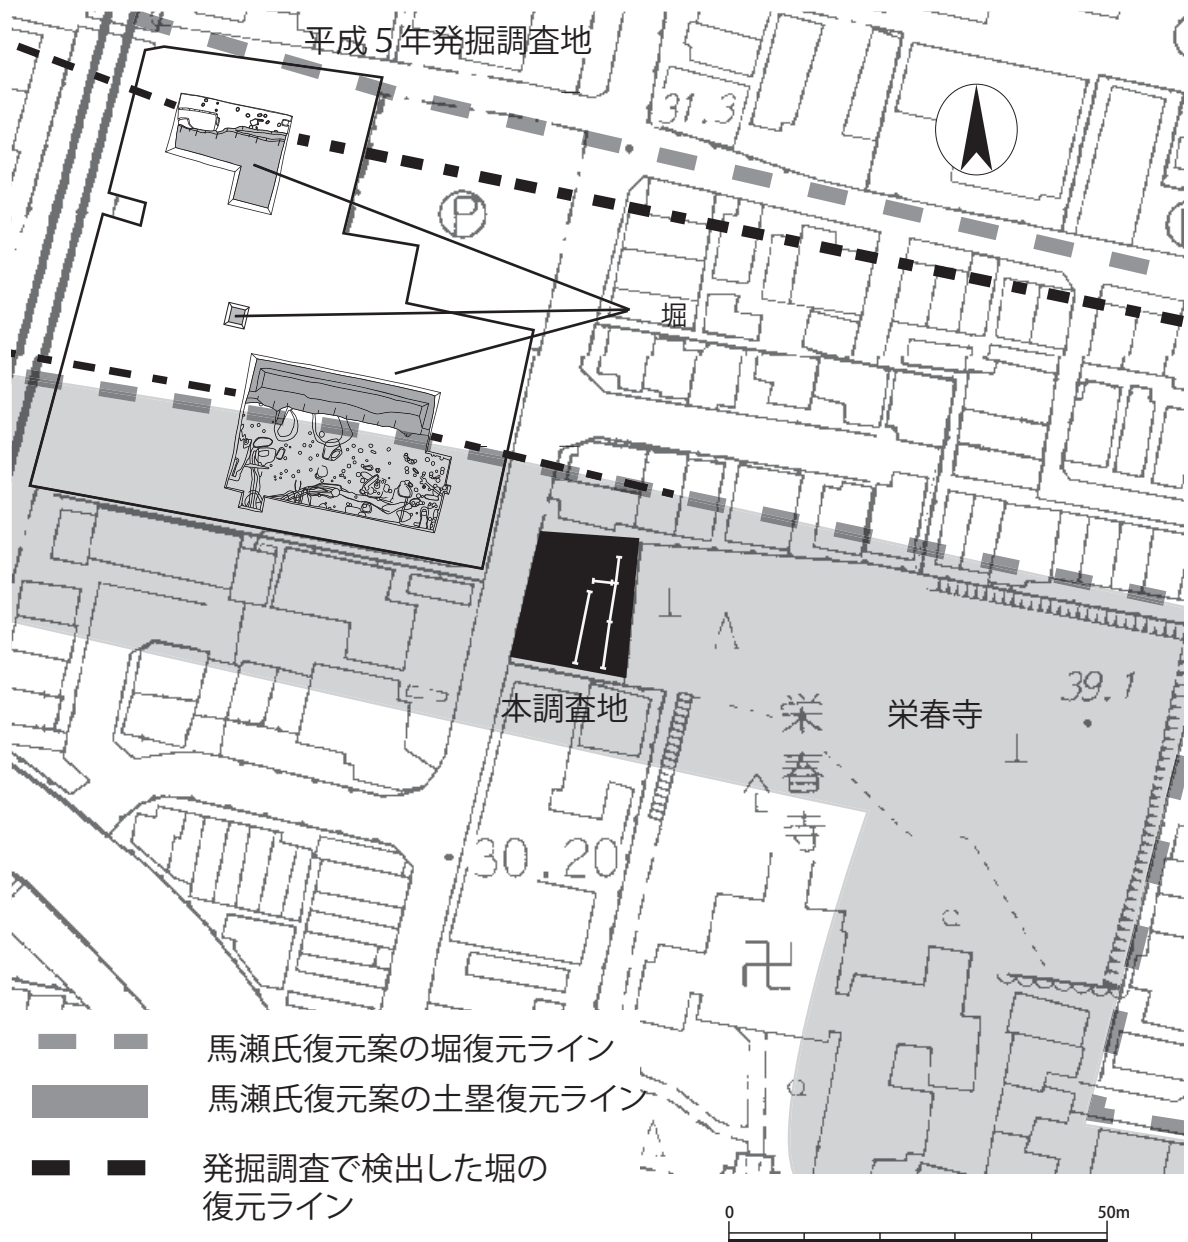 平成5年発掘調査地
31.3
P
堀
本調査地
栄春寺
栄春寺
39.1
30.20
馬瀬氏復元案の堀復元ライン
馬瀬氏復元案の土塁復元ライン
発掘調査で検出した堀の
復元ライン
0 50m